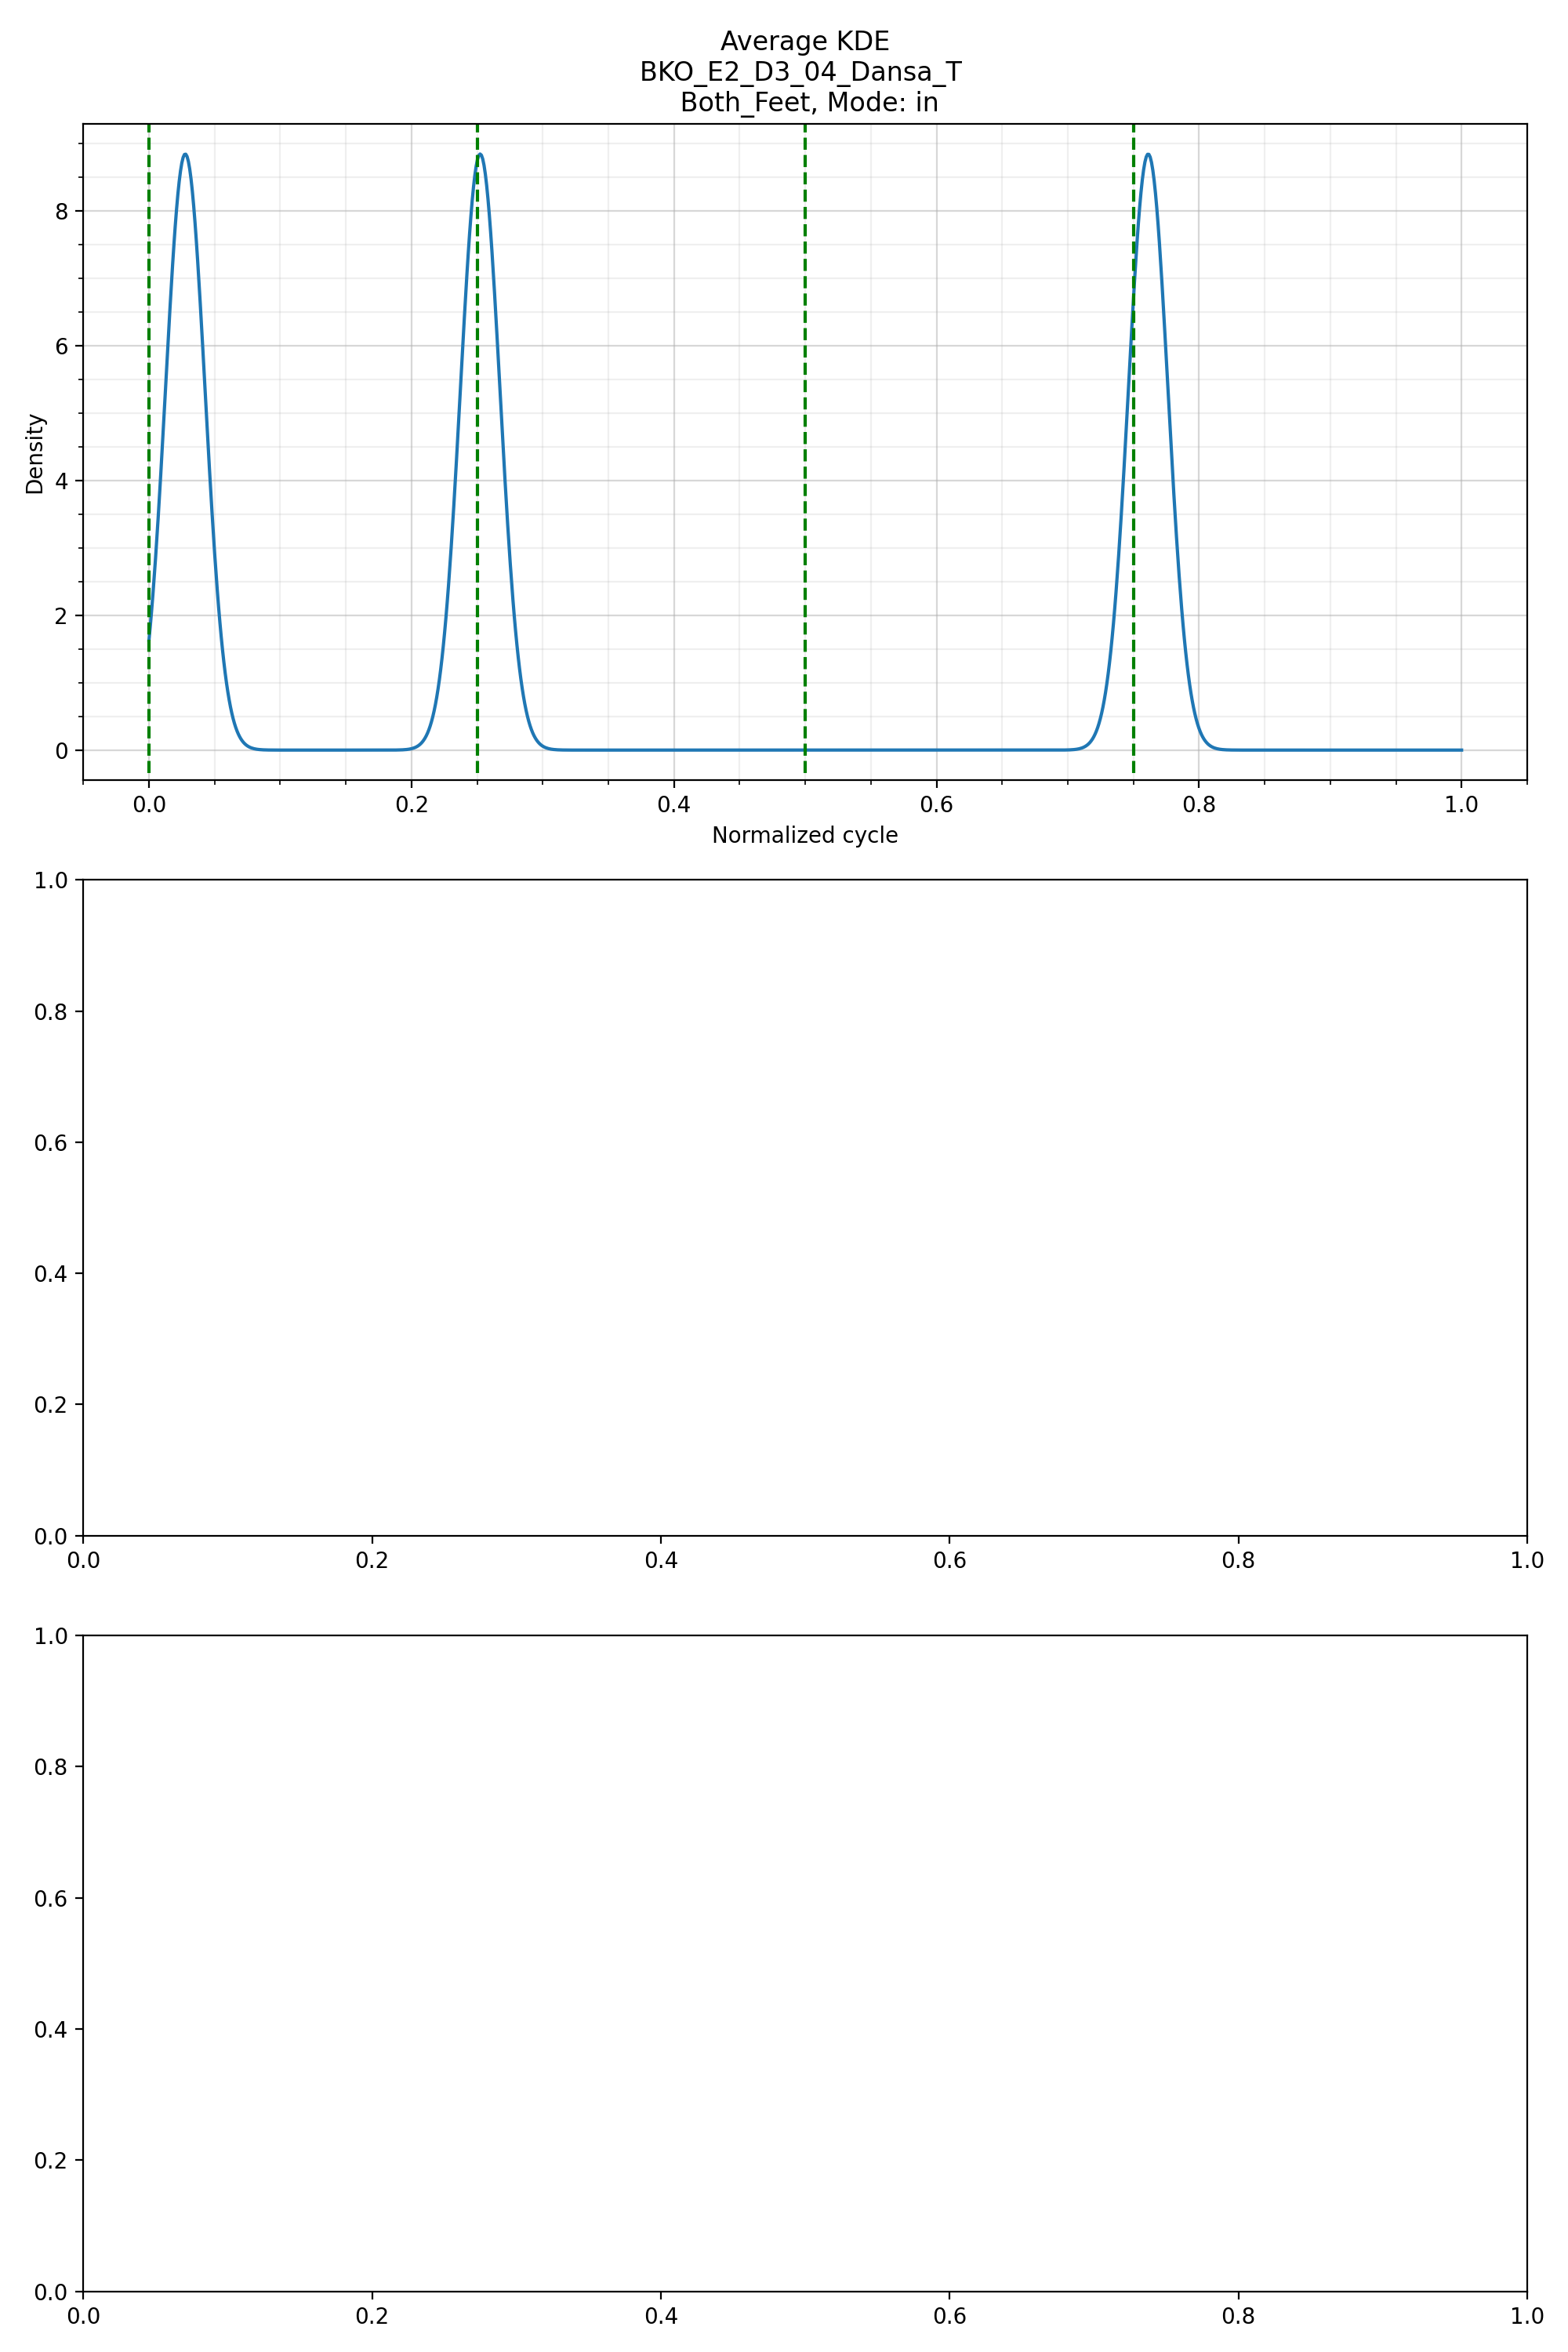 Average KDE
BKO_E2_D3_04_Dansa_T
Both_Feet, Mode: in
8
6
4
2
0
Density
0.0 0.2 0.4 0.6 0.8 1.0
Normalized cycle
1.0
0.8
0.6
0.4
0.2
0.0
0.0 0.2 0.4 0.6 0.8 1.0
1.0
0.8
0.6
0.4
0.2
0.0
0.0 0.2 0.4 0.6 0.8 1.0